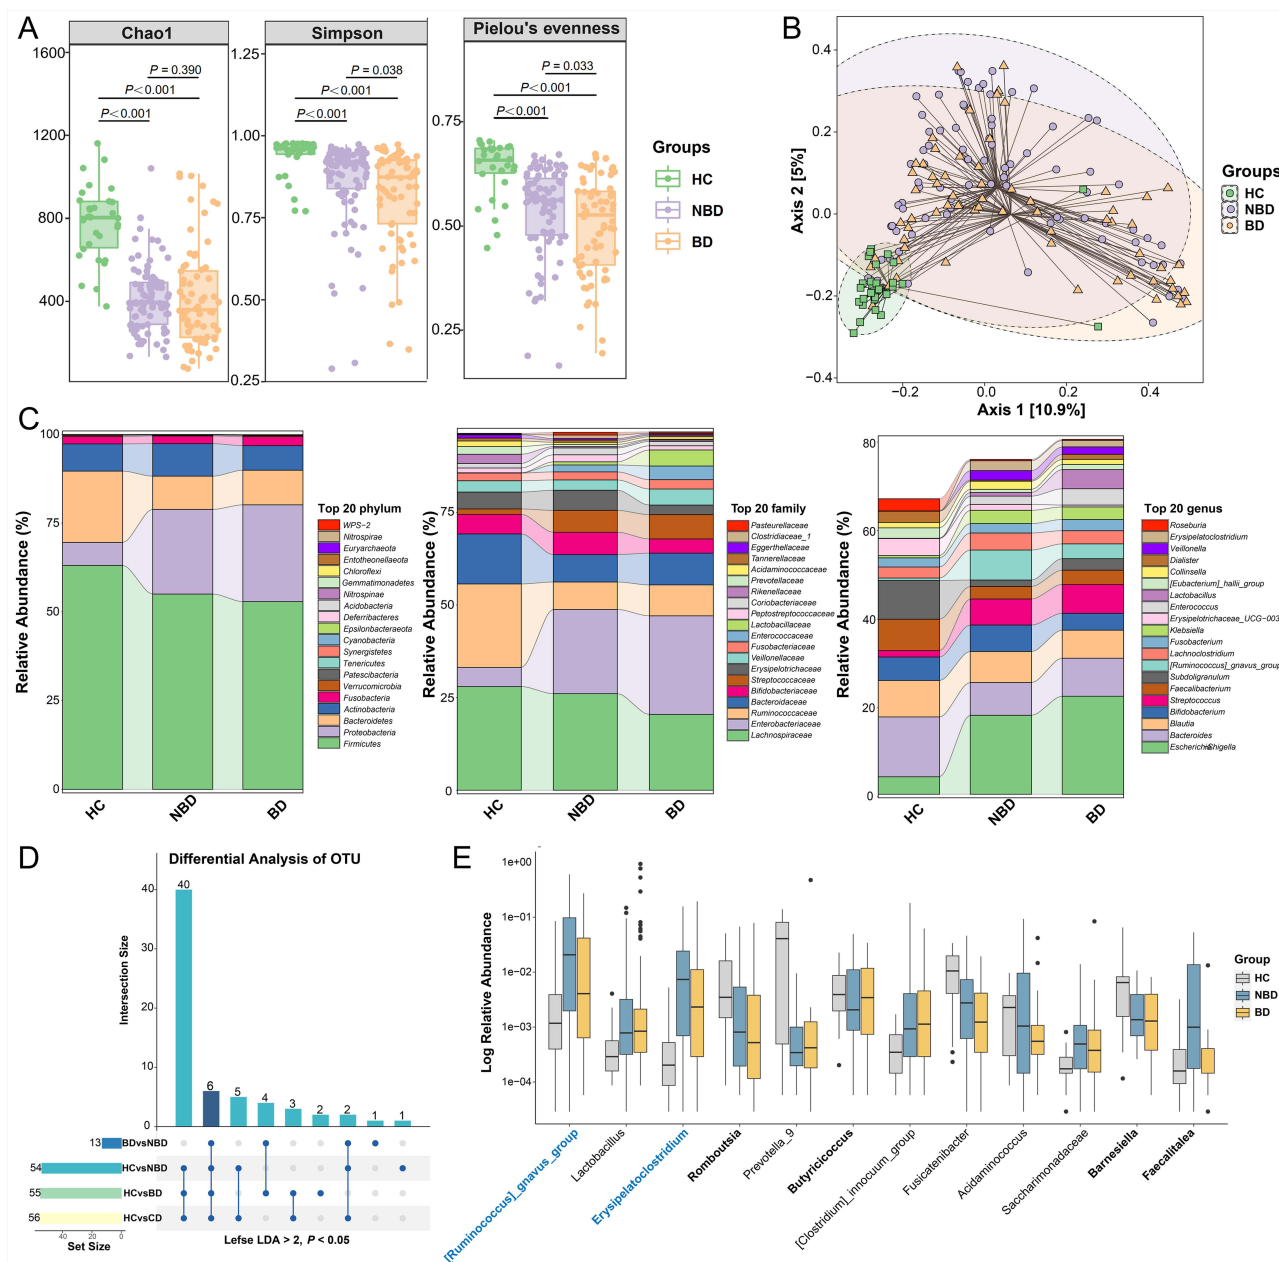 A
Chao1
Simpson
Pielou's evenness
1600
1200
800
400
P = 0.390
P < 0.001
P < 0.001
1.25
1.00
0.75
0.50
0.25
P = 0.038
P < 0.001
P < 0.001
0.75
0.50
0.25
P = 0.033
P < 0.001
P < 0.001
Groups
HC
NBD
BD
B
Axis 2 [5%]
0.4
0.2
0.0
−0.2
−0.4
−0.2
0.0
0.2
0.4
Axis 1 [10.9%]
Groups
HC
NBD
BD
C
Relative Abundance (%)
100
75
50
25
0
HC
NBD
BD
Top 20 phylum
WPS−2
Nitrospirae
Euryarchaeota
Entotheonellaeota
Chloroflexi
Gemmatimonadetes
Nitrospinae
Acidobacteria
Deferribacteres
Epsilonbacteraeota
Cyanobacteria
Synergistetes
Tenericutes
Patescibacteria
Verrucomicrobia
Fusobacteria
Actinobacteria
Bacteroidetes
Proteobacteria
Firmicutes
Relative Abundance (%)
75
50
25
0
HC
NBD
BD
Top 20 family
Pasteurellaceae
Clostridiaceae_1
Eggerthellaceae
Tannerellaceae
Acidaminococcaceae
Prevotellaceae
Rikenellaceae
Coriobacteriaceae
Peptostreptococcaceae
Lactobacillaceae
Enterococcaceae
Fusobacteriaceae
Veillonellaceae
Erysipelotrichaceae
Streptococcaceae
Bifidobacteriaceae
Bacteroidaceae
Ruminococcaceae
Enterobacteriaceae
Lachnospiraceae
Relative Abundance (%)
80
60
40
20
0
HC
NBD
BD
Top 20 genus
Roseburia
Erysipelatoclostridium
Veillonella
Dialister
Collinsella
[Eubacterium]_hallii_group
Lactobacillus
Enterococcus
Erysipelotrichaceae_UCG−003
Klebsiella
Fusobacterium
Lachnoclostridium
[Ruminococcus]_gnavus_group
Subdoligranulum
Faecalibacterium
Streptococcus
Bifidobacterium
Blautia
Bacteroides
Escherichia-Shigella
D
Differential Analysis of OTU
Intersection Size
40
30
20
10
0
40
6
5
4
3
2
2
1
1
13 BDvsNBD
54 HCvsNBD
55 HCvsBD
56 HCvsCD
40 20 0
Set Size
Lefse LDA > 2, P < 0.05
E
Log Relative Abundance
1e+00
1e−01
1e−02
1e−03
1e−04
[Ruminococcus]_gnavus_group
Lactobacillus
Erysipelatoclostridium
Romboutsia
Prevotella_9
Butyricicoccus
[Clostridium]_innocuum_group
Fusicatenibacter
Acidaminococcus
Saccharimonadaceae
Barnesiella
Faecalitalea
Group
HC
NBD
BD